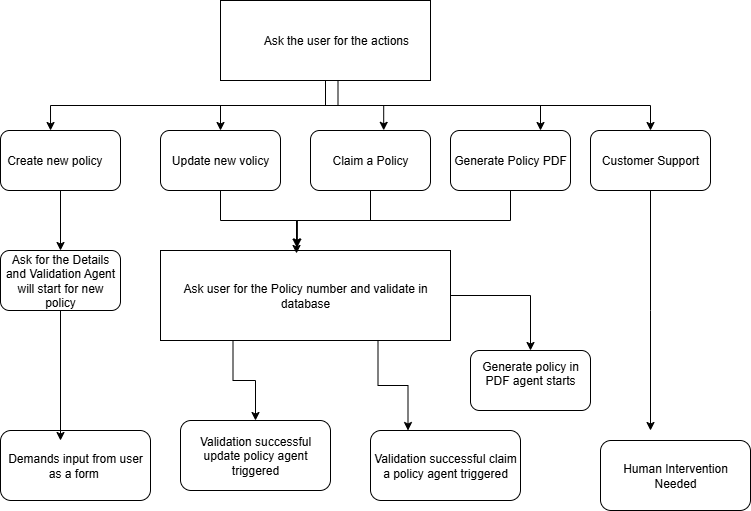 Ask the user for the actions
Create new policy
Update new volicy
Claim a Policy
Generate Policy PDF
Customer Support
Ask for the Details
and Validation Agent
will start for new
policy
Ask user for the Policy number and validate in
database
Generate policy in
PDF agent starts
Demands input from user
as a form
Validation successful
update policy agent
triggered
Validation successful claim
a policy agent triggered
Human Intervention
Needed